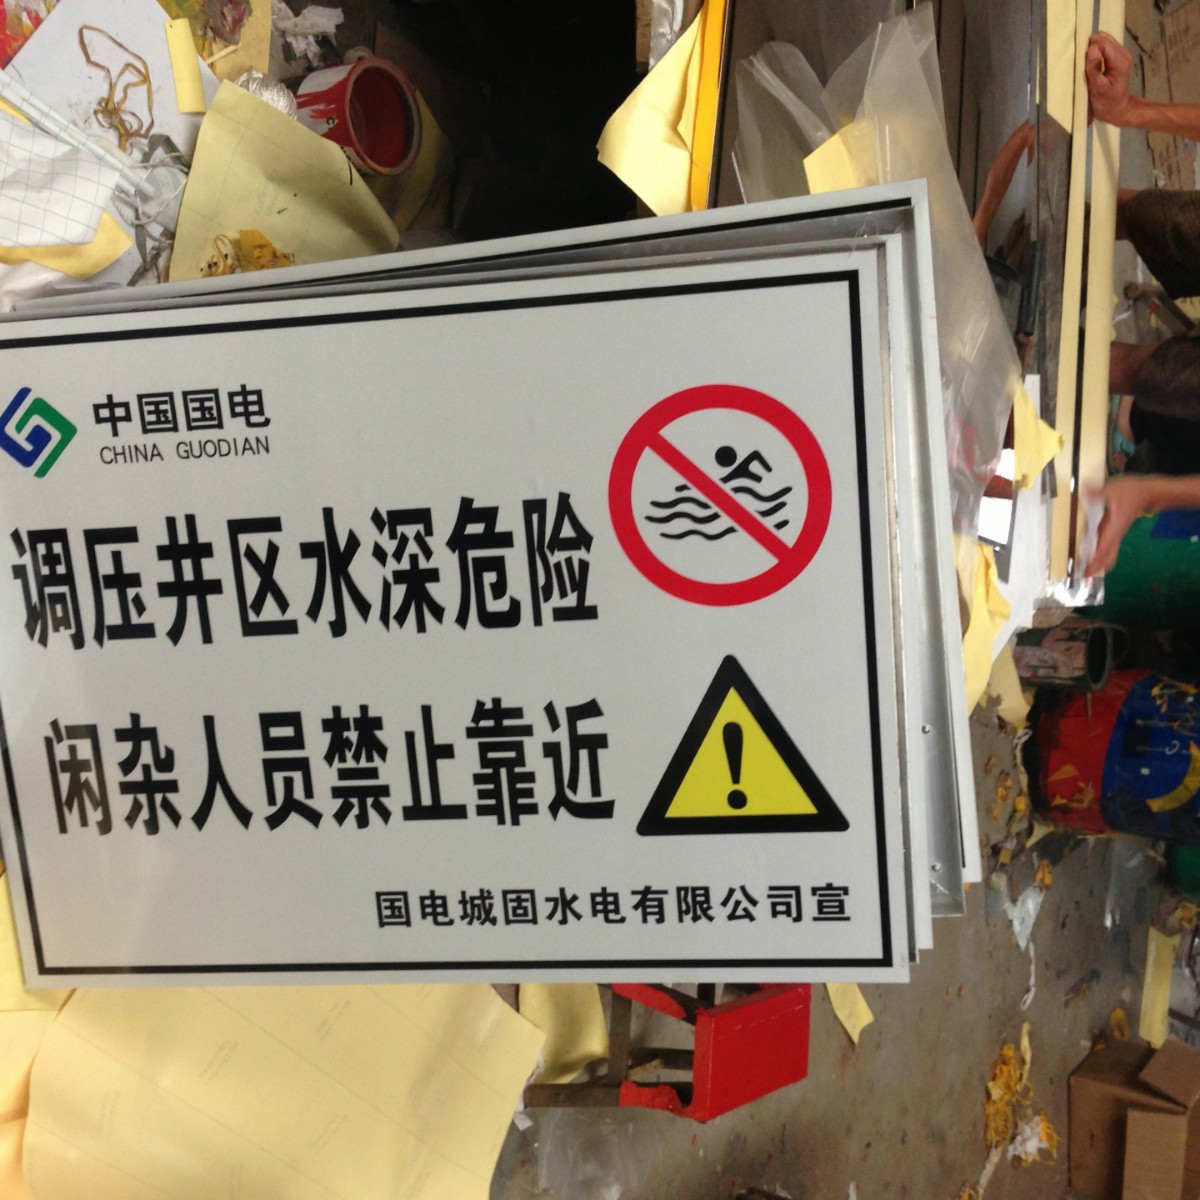 中国国电
CHINA GUODIAN
调压井区水深危险
闲杂人员禁止靠近
国电城固水电有限公司宣